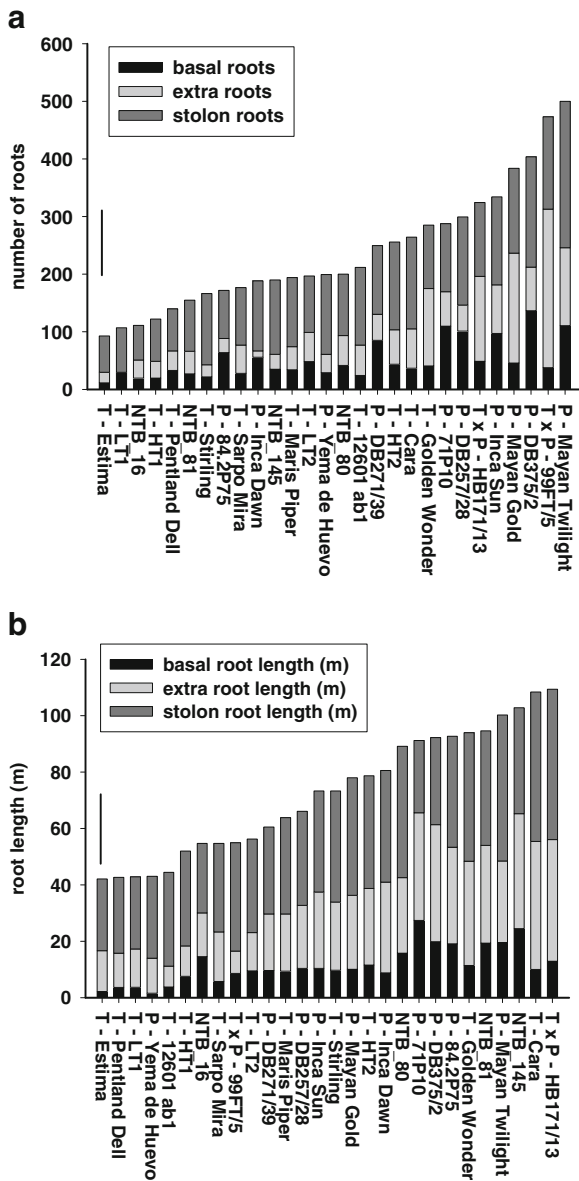 a
600
500
400
300
200
100
0
number of roots
basal roots
extra roots
stolon roots
T - Estima
T - LT1
NTB_16
T - HT1
T - Pentland Dell
NTB_81
T - Stirling
P - 84.2P75
T - Sarpo Mira
P - Inca Dawn
NTB_145
T - Maris Piper
T - LT2
P - Yema de Huevo
NTB_80
T - 12601 ab1
P - DB271/39
T - HT2
T - Cara
T - Golden Wonder
P - 71P10
P - DB257/28
T x P - HB171/13
P - Inca Sun
P - Mayan Gold
P - DB375/2
T x P - 99FT/5
P - Mayan Twilight
b
120
100
80
60
40
20
0
root length (m)
basal root length (m)
extra root length (m)
stolon root length (m)
T - Estima
T - Pentland Dell
T - LT1
P - Yema de Huevo
T - 12601 ab1
T - HT1
NTB_16
T - Sarpo Mira
T x P - 99FT/5
T - LT2
P - DB271/39
T - Maris Piper
P - DB257/28
P - Inca Sun
T - Stirling
P - Mayan Gold
T - HT2
P - Inca Dawn
NTB_80
P - 71P10
P - DB375/2
P - 84.2P75
T - Golden Wonder
NTB_81
P - Mayan Twilight
NTB_145
T - Cara
T x P - HB171/13